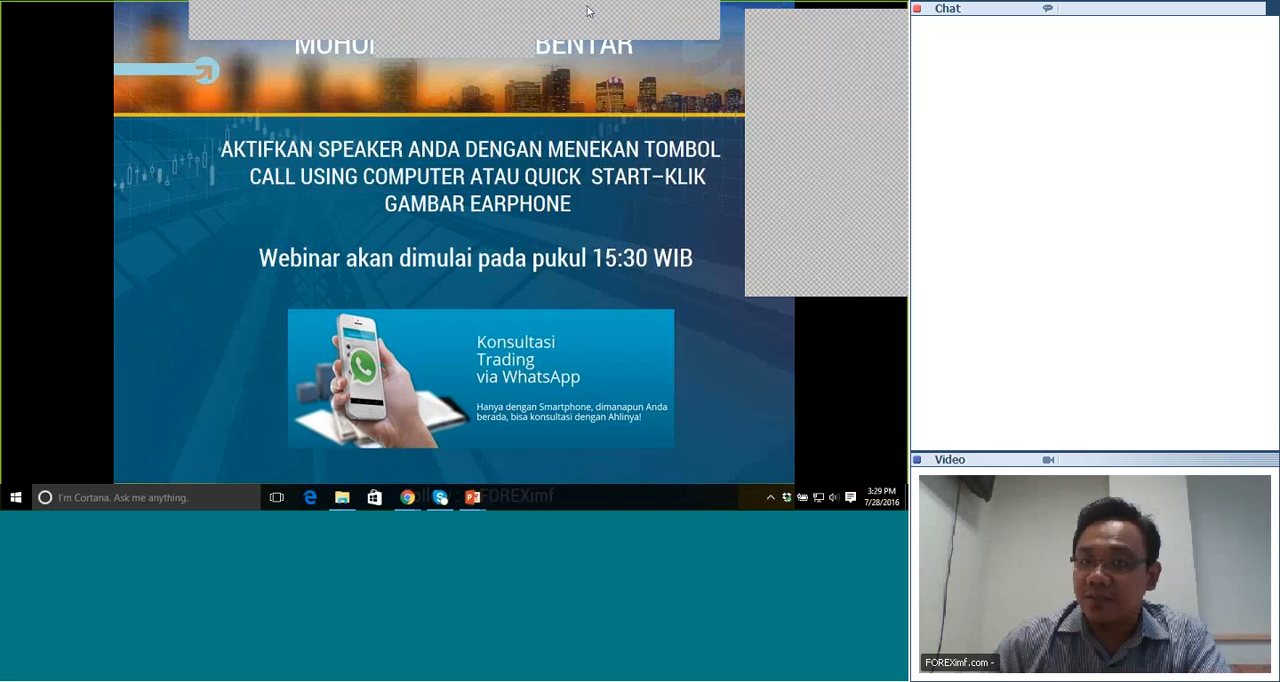 Chat
BENTAR
AKTIFKAN SPEAKER ANDA DENGAN MENEKAN TOMBOL
CALL USING COMPUTER ATAU QUICK START–KLIK
GAMBAR EARPHONE
Webinar akan dimulai pada pukul 15:30 WIB
Konsultasi
Trading
via WhatsApp
Hanya dengan Smartphone, dimanapun Anda
berada, bisa konsultasi dengan Ahlinya!
I'm Cortana. Ask me anything.
FOREXimf
3:29 PM
7/28/2016
Video
FOREXimf.com -